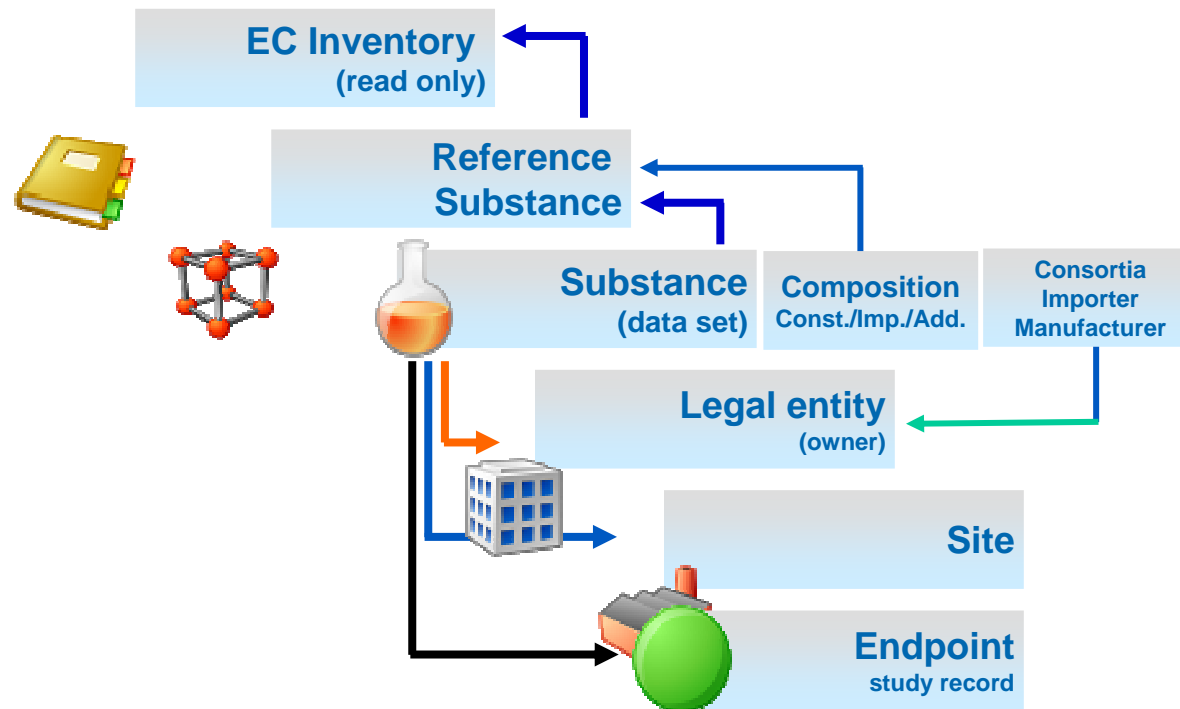 EC Inventory
(read only)
Reference
Substance
Substance
(data set)
Composition
Const./Imp./Add.
Consortia
Importer
Manufacturer
Legal entity
(owner)
Site
Endpoint
study record